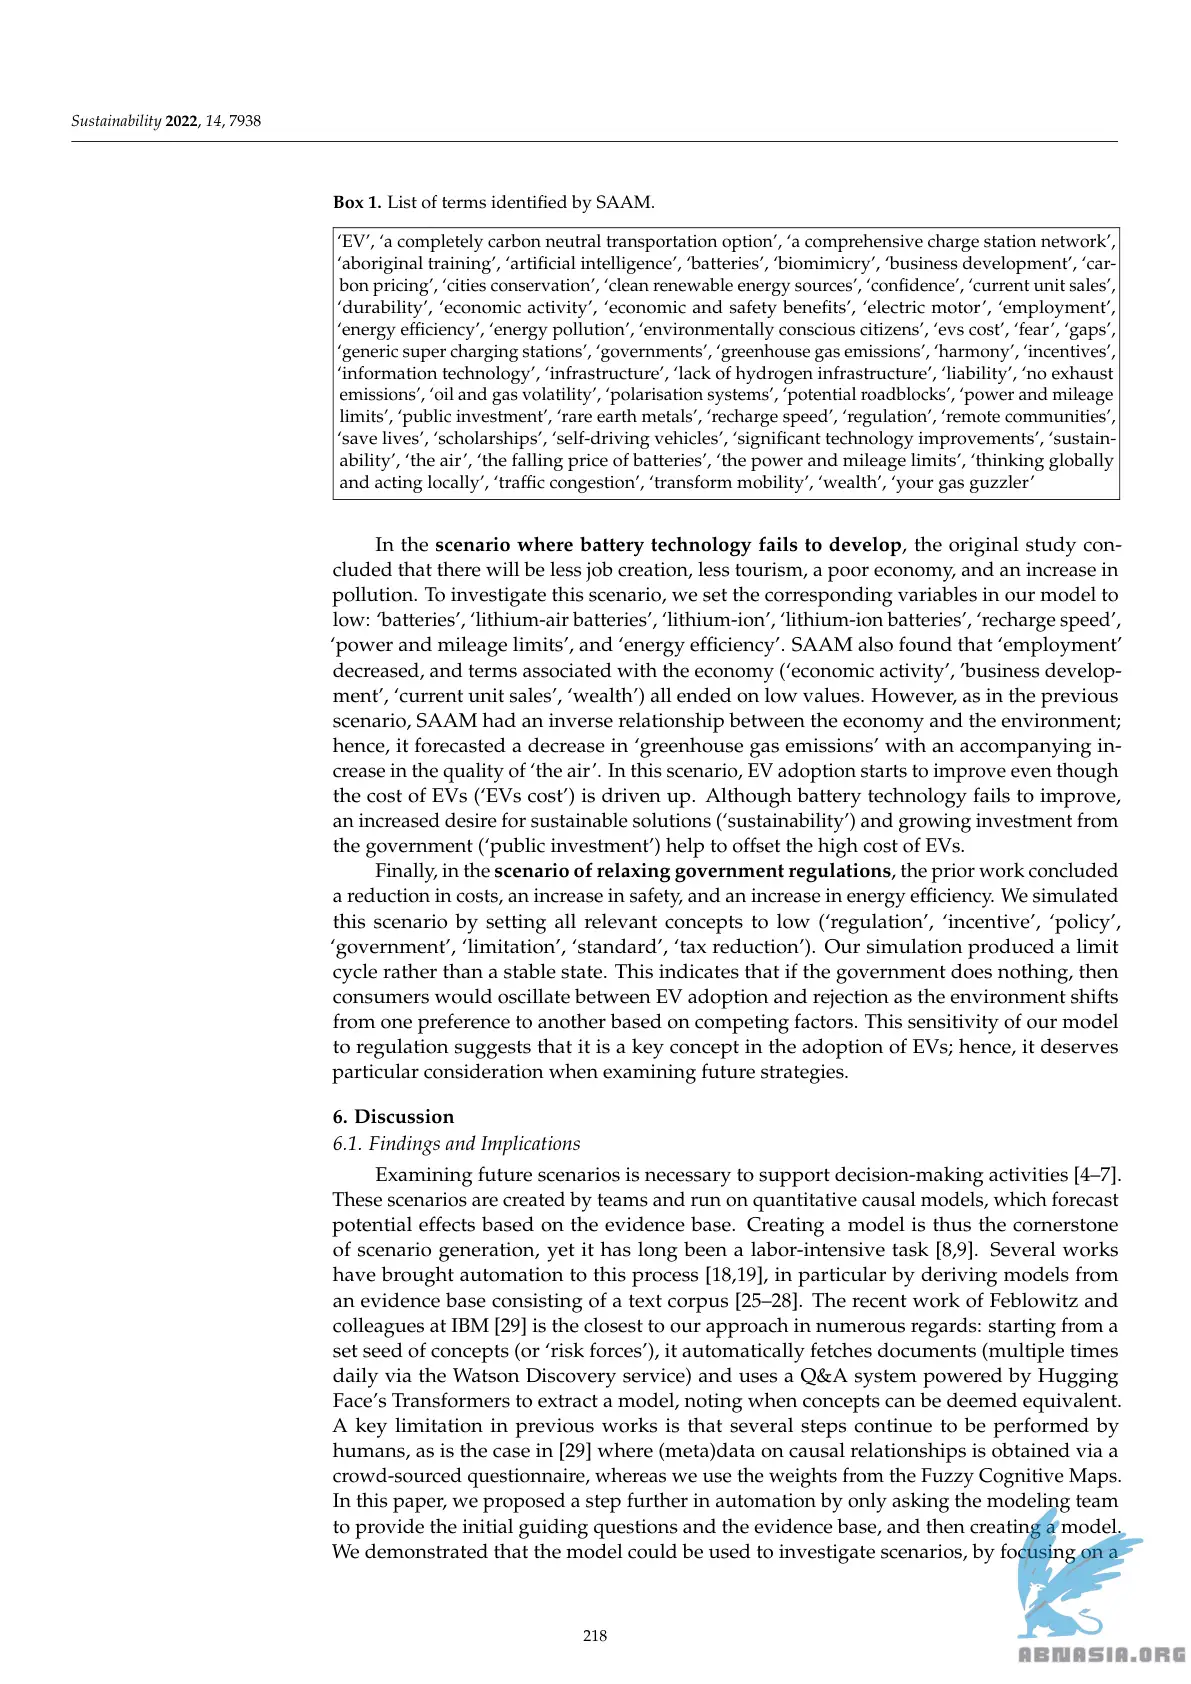 Sustainability 2022, 14, 7938
Box 1. List of terms identified by SAAM.
‘EV’, ‘a completely carbon neutral transportation option’, ‘a comprehensive charge station network’,
‘aboriginal training’, ‘artificial intelligence’, ‘batteries’, ‘biomimicry’, ‘business development’, ‘car-
bon pricing’, ‘cities conservation’, ‘clean renewable energy sources’, ‘confidence’, ‘current unit sales’,
‘durability’, ‘economic activity’, ‘economic and safety benefits’, ‘electric motor’, ‘employment’,
‘energy efficiency’, ‘energy pollution’, ‘environmentally conscious citizens’, ‘evs cost’, ‘fear’, ‘gaps’,
‘generic super charging stations’, ‘governments’, ‘greenhouse gas emissions’, ‘harmony’, ‘incentives’,
‘information technology’, ‘infrastructure’, ‘lack of hydrogen infrastructure’, ‘liability’, ‘no exhaust
emissions’, ‘oil and gas volatility’, ‘polarisation systems’, ‘potential roadblocks’, ‘power and mileage
limits’, ‘public investment’, ‘rare earth metals’, ‘recharge speed’, ‘regulation’, ‘remote communities’,
‘save lives’, ‘scholarships’, ‘self-driving vehicles’, ‘significant technology improvements’, ‘sustain-
ability’, ‘the air’, ‘the falling price of batteries’, ‘the power and mileage limits’, ‘thinking globally
and acting locally’, ‘traffic congestion’, ‘transform mobility’, ‘wealth’, ‘your gas guzzler’
In the scenario where battery technology fails to develop, the original study con-
cluded that there will be less job creation, less tourism, a poor economy, and an increase in
pollution. To investigate this scenario, we set the corresponding variables in our model to
low: ‘batteries’, ‘lithium-air batteries’, ‘lithium-ion’, ‘lithium-ion batteries’, ‘recharge speed’,
‘power and mileage limits’, and ‘energy efficiency’. SAAM also found that ‘employment’
decreased, and terms associated with the economy (‘economic activity’, ’business develop-
ment’, ‘current unit sales’, ‘wealth’) all ended on low values. However, as in the previous
scenario, SAAM had an inverse relationship between the economy and the environment;
hence, it forecasted a decrease in ‘greenhouse gas emissions’ with an accompanying in-
crease in the quality of ‘the air’. In this scenario, EV adoption starts to improve even though
the cost of EVs (‘EVs cost’) is driven up. Although battery technology fails to improve,
an increased desire for sustainable solutions (‘sustainability’) and growing investment from
the government (‘public investment’) help to offset the high cost of EVs.
Finally, in the scenario of relaxing government regulations, the prior work concluded
a reduction in costs, an increase in safety, and an increase in energy efficiency. We simulated
this scenario by setting all relevant concepts to low (‘regulation’, ‘incentive’, ‘policy’,
‘government’, ‘limitation’, ‘standard’, ‘tax reduction’). Our simulation produced a limit
cycle rather than a stable state. This indicates that if the government does nothing, then
consumers would oscillate between EV adoption and rejection as the environment shifts
from one preference to another based on competing factors. This sensitivity of our model
to regulation suggests that it is a key concept in the adoption of EVs; hence, it deserves
particular consideration when examining future strategies.
6. Discussion
6.1. Findings and Implications
Examining future scenarios is necessary to support decision-making activities [4–7].
These scenarios are created by teams and run on quantitative causal models, which forecast
potential effects based on the evidence base. Creating a model is thus the cornerstone
of scenario generation, yet it has long been a labor-intensive task [8,9]. Several works
have brought automation to this process [18,19], in particular by deriving models from
an evidence base consisting of a text corpus [25–28]. The recent work of Feblowitz and
colleagues at IBM [29] is the closest to our approach in numerous regards: starting from a
set seed of concepts (or ‘risk forces’), it automatically fetches documents (multiple times
daily via the Watson Discovery service) and uses a Q&A system powered by Hugging
Face’s Transformers to extract a model, noting when concepts can be deemed equivalent.
A key limitation in previous works is that several steps continue to be performed by
humans, as is the case in [29] where (meta)data on causal relationships is obtained via a
crowd-sourced questionnaire, whereas we use the weights from the Fuzzy Cognitive Maps.
In this paper, we proposed a step further in automation by only asking the modeling team
to provide the initial guiding questions and the evidence base, and then creating a model.
We demonstrated that the model could be used to investigate scenarios, by focusing on a
218
ABNASIA.ORG